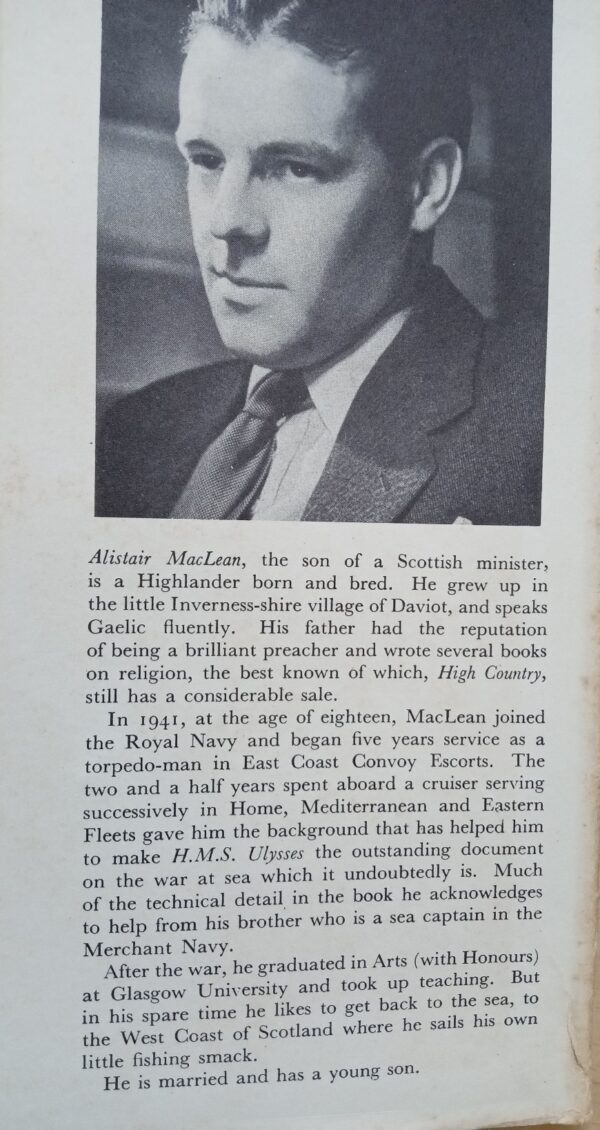 Alistair MacLean, the son of a Scottish minister,
is a Highlander born and bred. He grew up in
the little Inverness-shire village of Daviot, and speaks
Gaelic fluently. His father had the reputation
of being a brilliant preacher and wrote several books
on religion, the best known of which, High Country,
still has a considerable sale.
In 1941, at the age of eighteen, MacLean joined
the Royal Navy and began five years service as a
torpedo-man in East Coast Convoy Escorts. The
two and a half years spent aboard a cruiser serving
successively in Home, Mediterranean and Eastern
Fleets gave him the background that has helped him
to make H.M.S. Ulysses the outstanding document
on the war at sea which it undoubtedly is. Much
of the technical detail in the book he acknowledges
to help from his brother who is a sea captain in the
Merchant Navy.
After the war, he graduated in Arts (with Honours)
at Glasgow University and took up teaching. But
in his spare time he likes to get back to the sea, to
the West Coast of Scotland where he sails his own
little fishing smack.
He is married and has a young son.